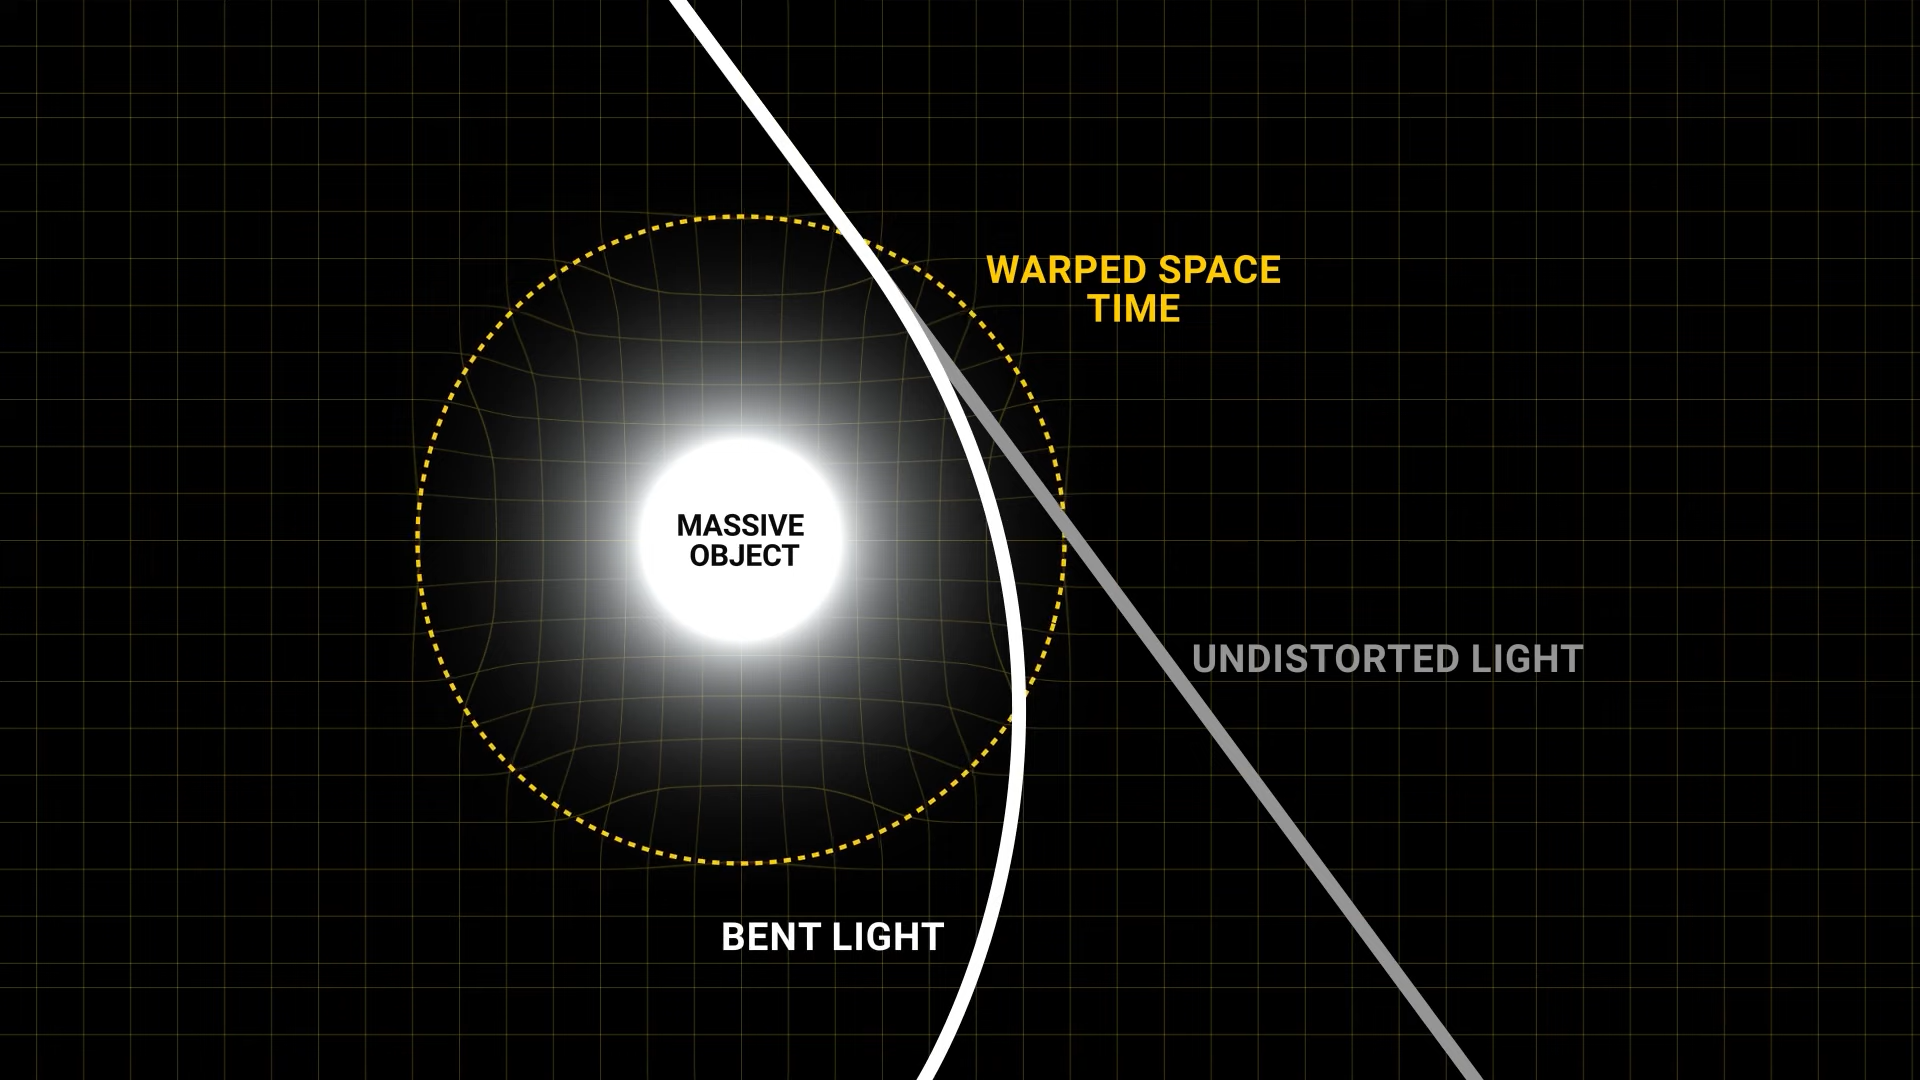 WARPED SPACE
TIME
MASSIVE
OBJECT
UNDISTORTED LIGHT
BENT LIGHT